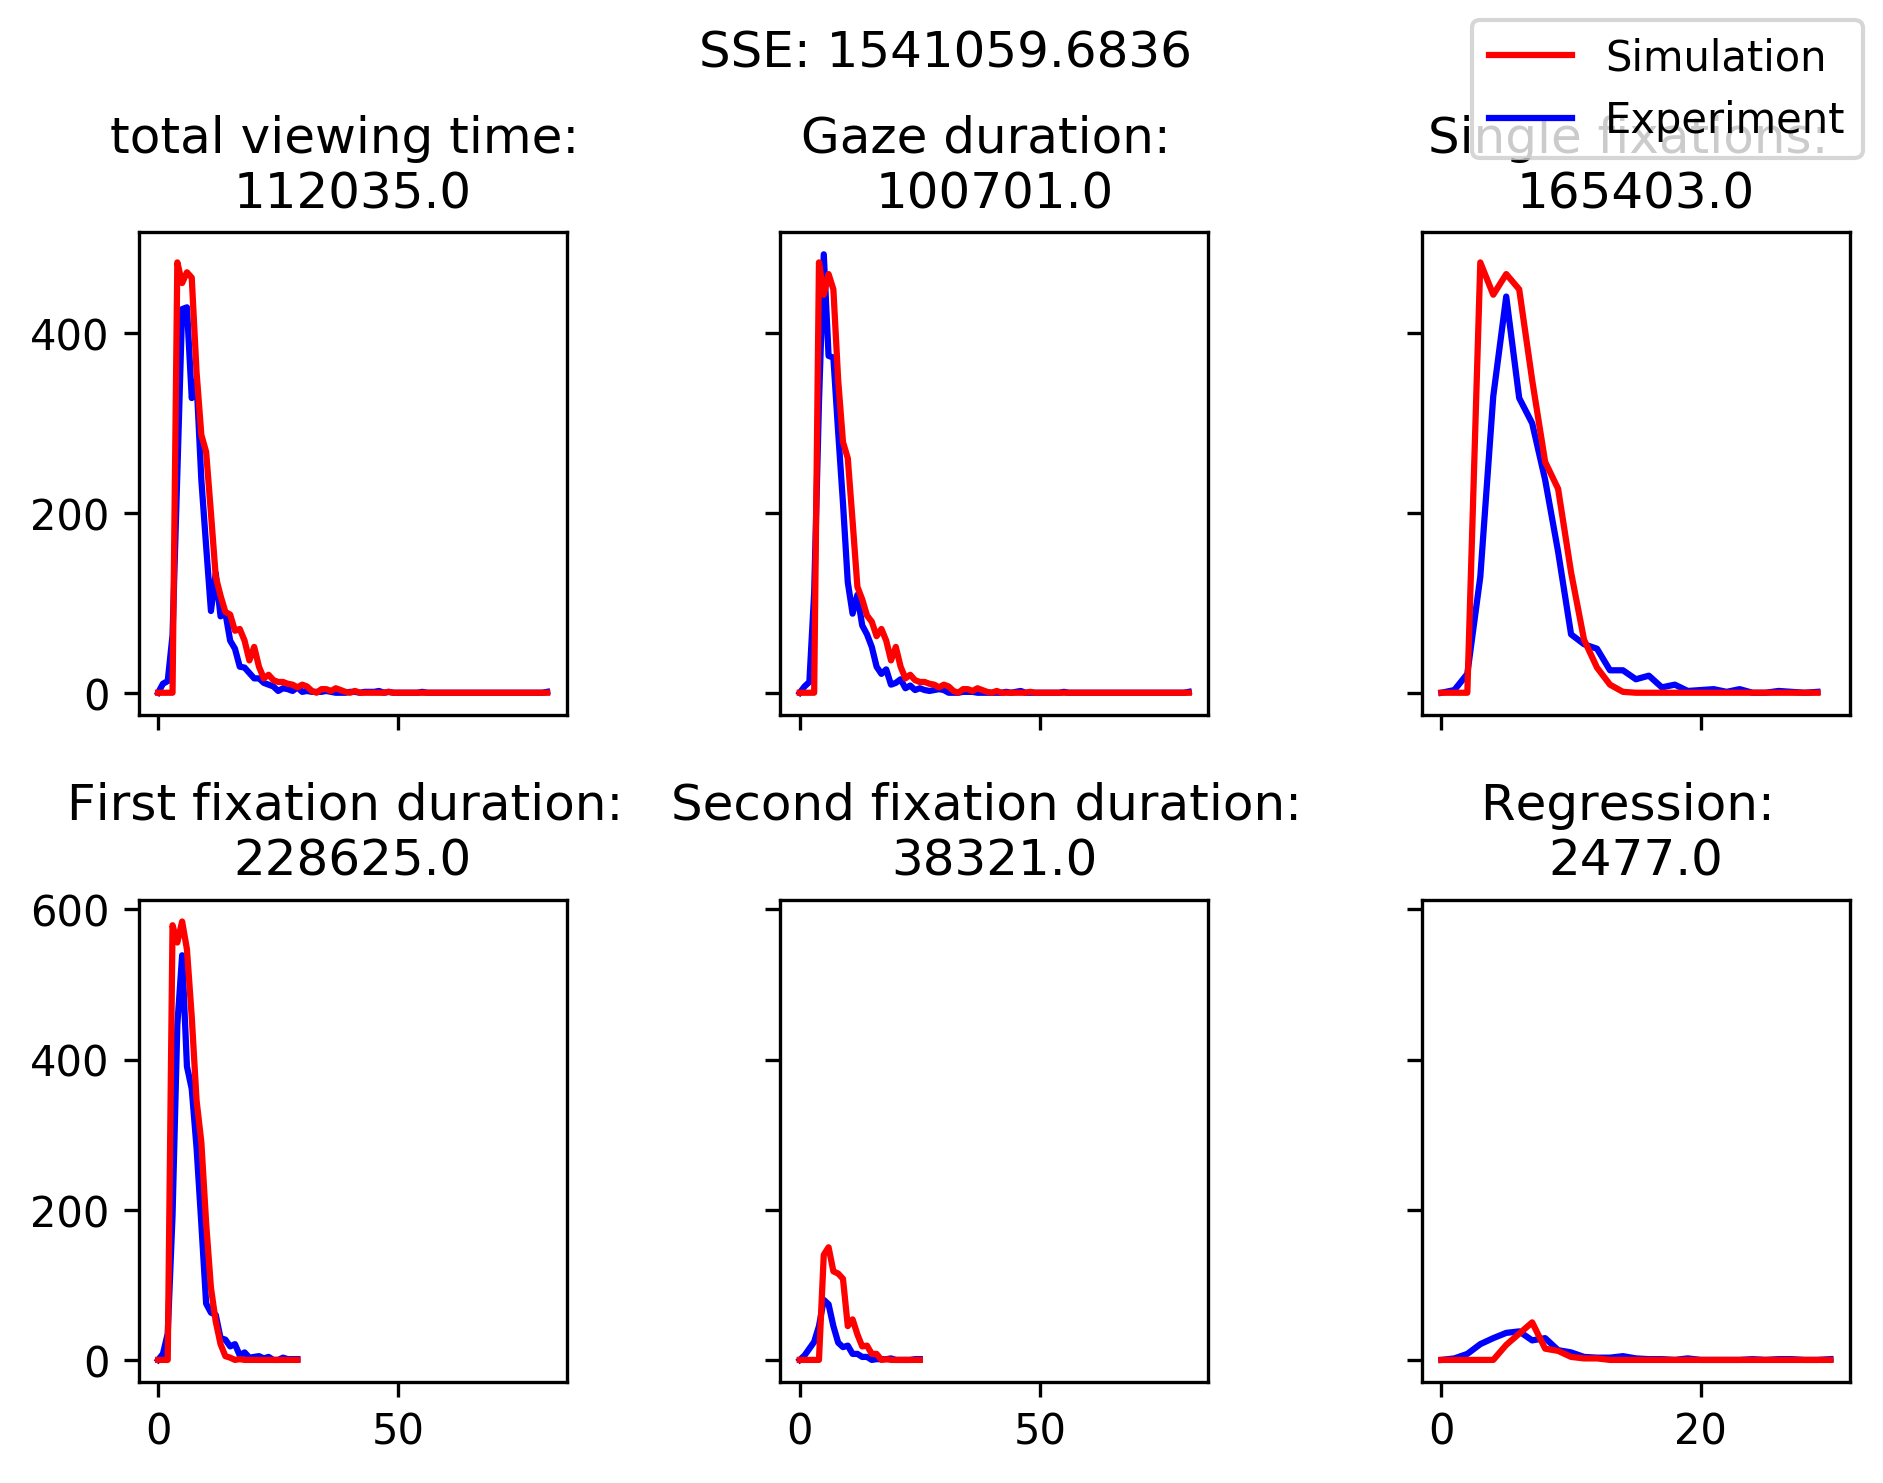 SSE: 1541059.6836
Simulation
Experiment
total viewing time:
112035.0
Gaze duration:
100701.0
Single fixations:
165403.0
400
200
0
First fixation duration:
228625.0
Second fixation duration:
38321.0
Regression:
2477.0
600
400
200
0
0 50
0 50
0 20